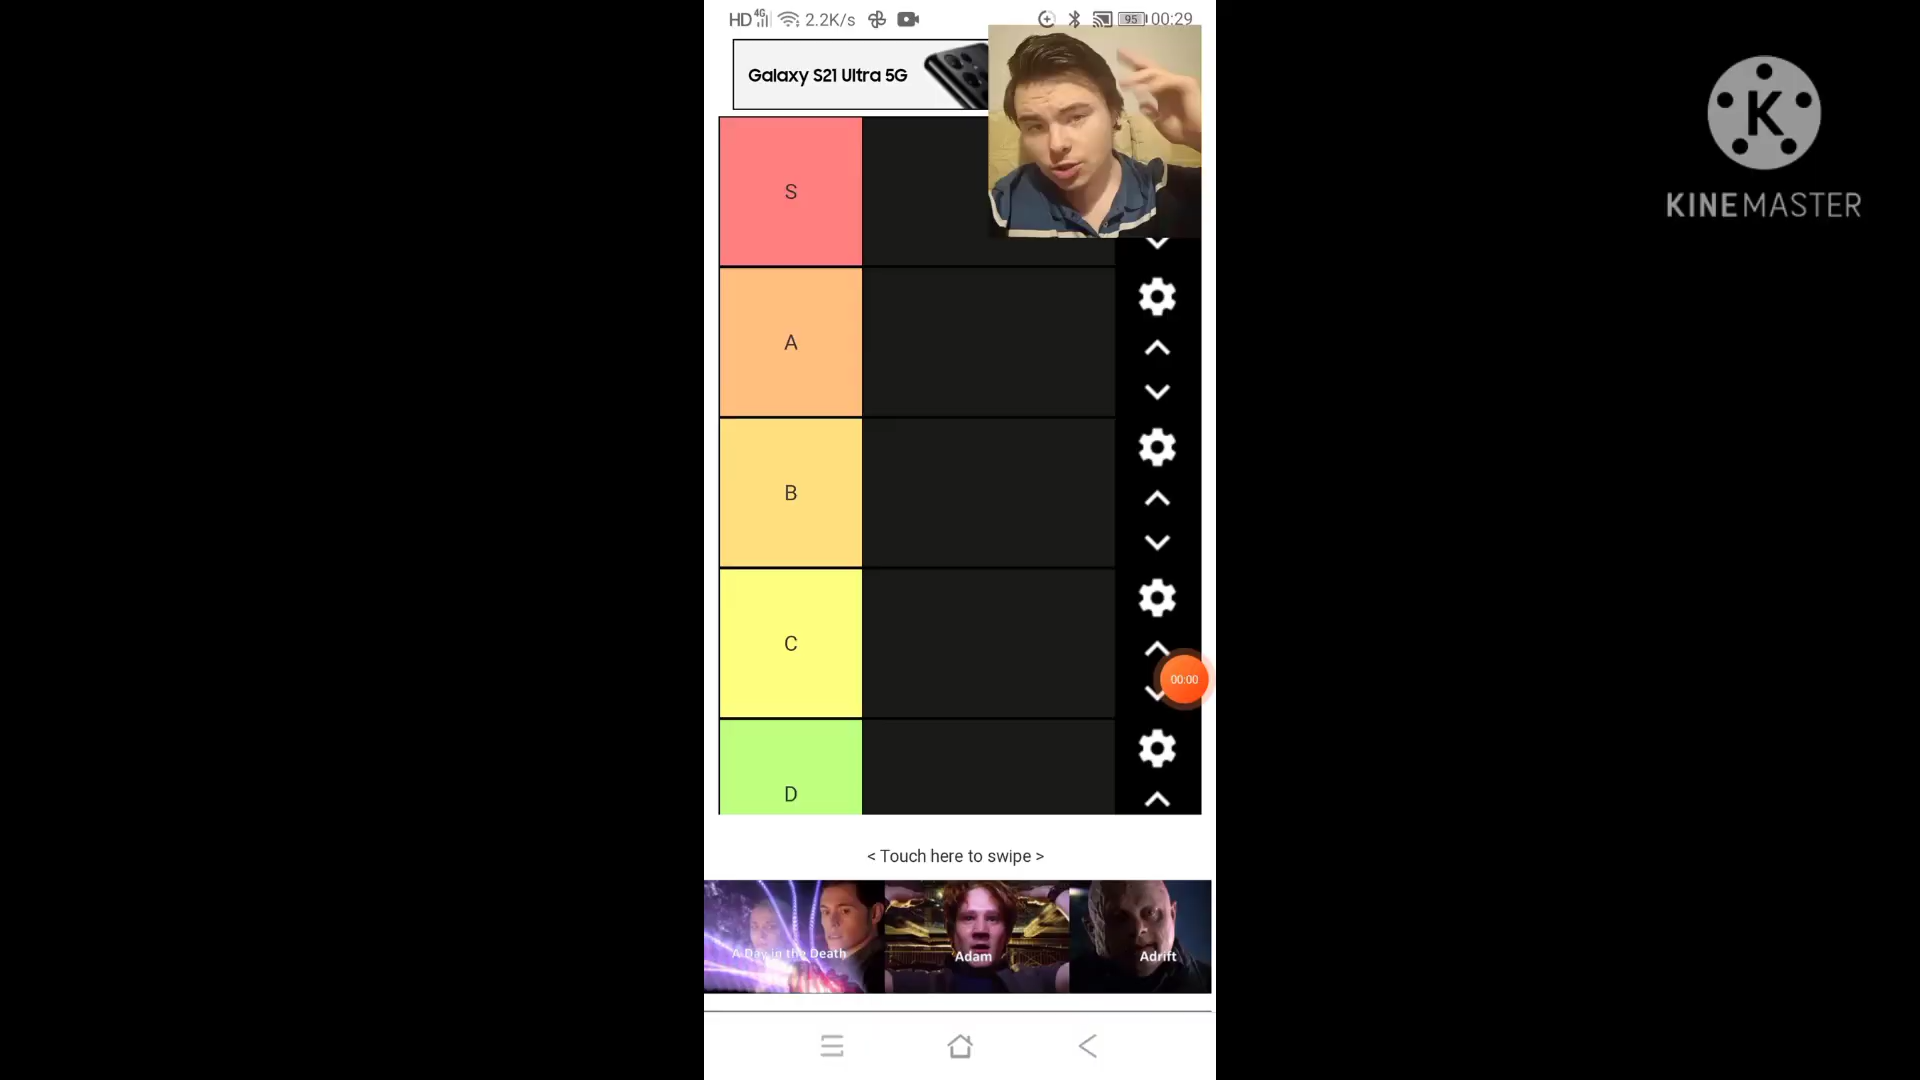 HD 4G 2.2K/s 95 00:29
Galaxy S21 Ultra 5G
KINEMASTER
S
A
B
C
00:00
D
< Touch here to swipe >
A Day in the Death
Adam
Adrift